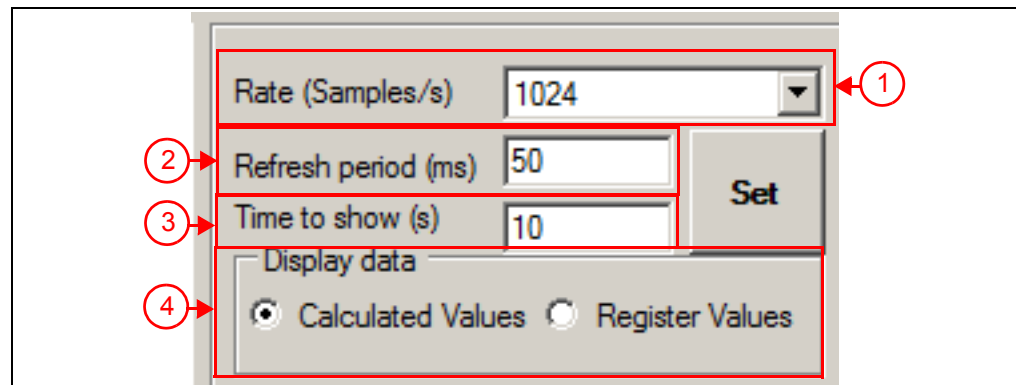 Rate (Samples/s) 1024 1
2 Refresh period (ms) 50 Set
3 Time to show (s) 10
Display data
4 Calculated Values Register Values